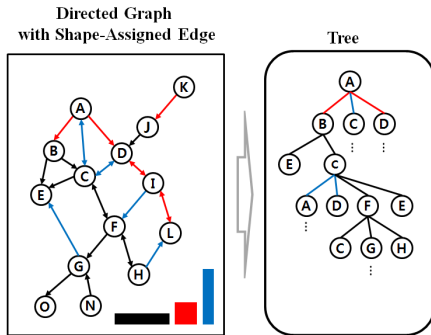 Directed Graph
with Shape-Assigned Edge
Tree
K
A
J
B
D
C
I
E
F
L
G
H
O
N
A
B
C
D
E
C
A
D
F
E
C
G
H